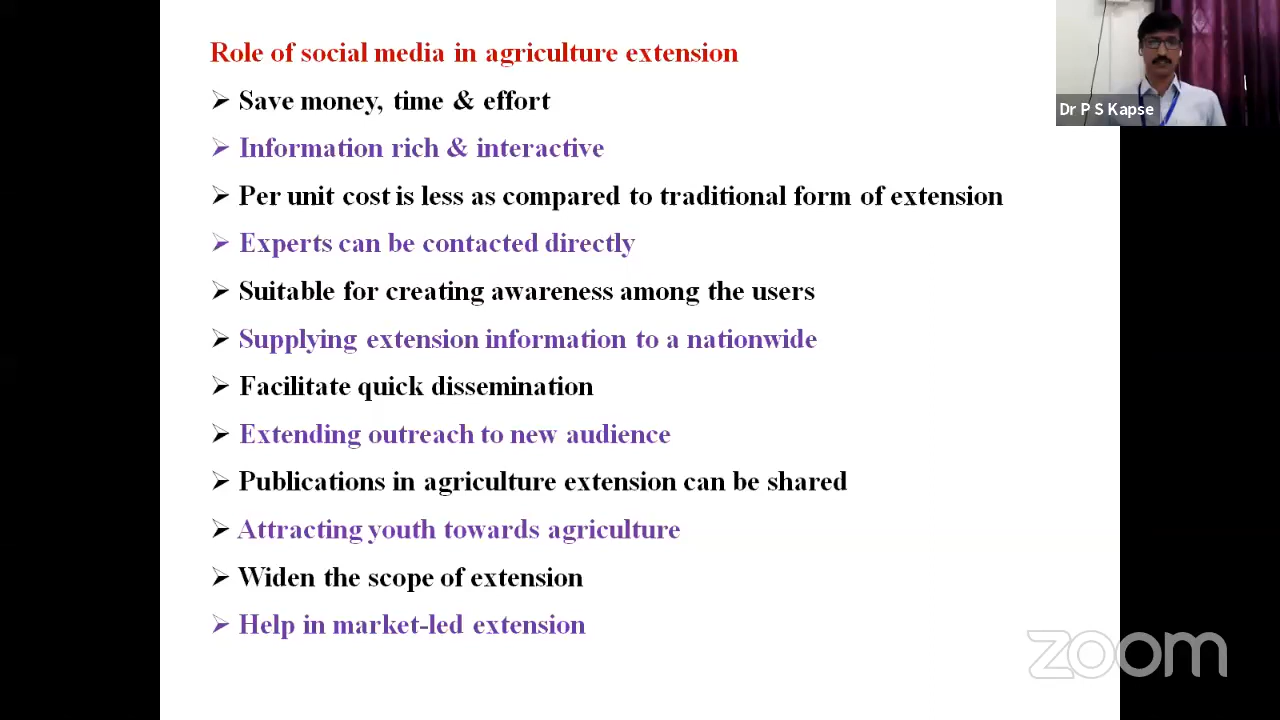 Role of social media in agriculture extension
➢ Save money, time & effort
➢ Information rich & interactive
➢ Per unit cost is less as compared to traditional form of extension
➢ Experts can be contacted directly
➢ Suitable for creating awareness among the users
➢ Supplying extension information to a nationwide
➢ Facilitate quick dissemination
➢ Extending outreach to new audience
➢ Publications in agriculture extension can be shared
➢ Attracting youth towards agriculture
➢ Widen the scope of extension
➢ Help in market-led extension
Dr P S Kapse
zoom